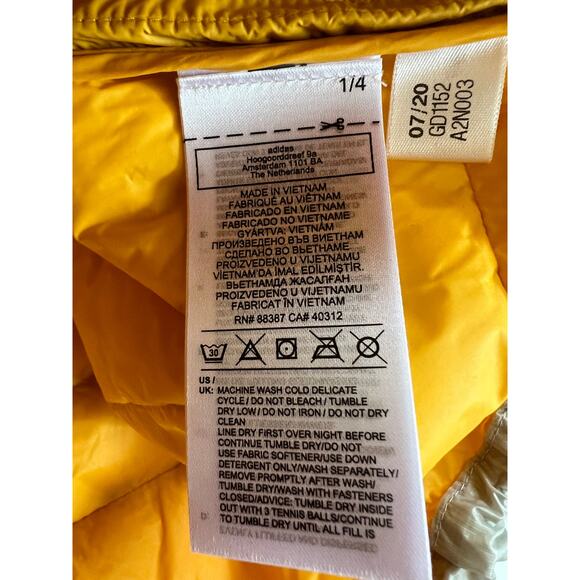 1/4
07/20
GD1152
A2N003
adidas
Hoogoorddreef 9a
Amsterdam 1101 BA
The Netherlands
MADE IN VIETNAM
FABRIQUÉ AU VIÊTNAM
FABRICADO EN VIETNAM
FABRICADO NO VIETNAME
GYÁRTVA: VIETNÁM
ПРОИЗВЕДЕНО ВЪВ ВИЕТНАМ
СДЕЛАНО ВО ВЬЕТНАМЕ
PROIZVEDENO U VIJETNAMU
VIETNAM'DA İMAL EDİLMİŞTİR.
ВЬЕТНАМДА ЖАСАЛҒАН
PROIZVEDENO U VIJETNAMU
FABRICAT ÎN VIETNAM
RN# 88387 CA# 40312
30
US /
UK: MACHINE WASH COLD DELICATE
CYCLE / DO NOT BLEACH / TUMBLE
DRY LOW / DO NOT IRON / DO NOT DRY
CLEAN
LINE DRY FIRST OVER NIGHT BEFORE
CONTINUE TUMBLE DRY/DO NOT
USE FABRIC SOFTENER/USE DOWN
DETERGENT ONLY/WASH SEPARATELY/
REMOVE PROMPTLY AFTER WASH/
TUMBLE DRY/WASH WITH FASTENERS
CLOSED/ADVICE: TUMBLE DRY INSIDE
OUT WITH 3 TENNIS BALLS/CONTINUE
TO TUMBLE DRY UNTIL ALL FILL IS